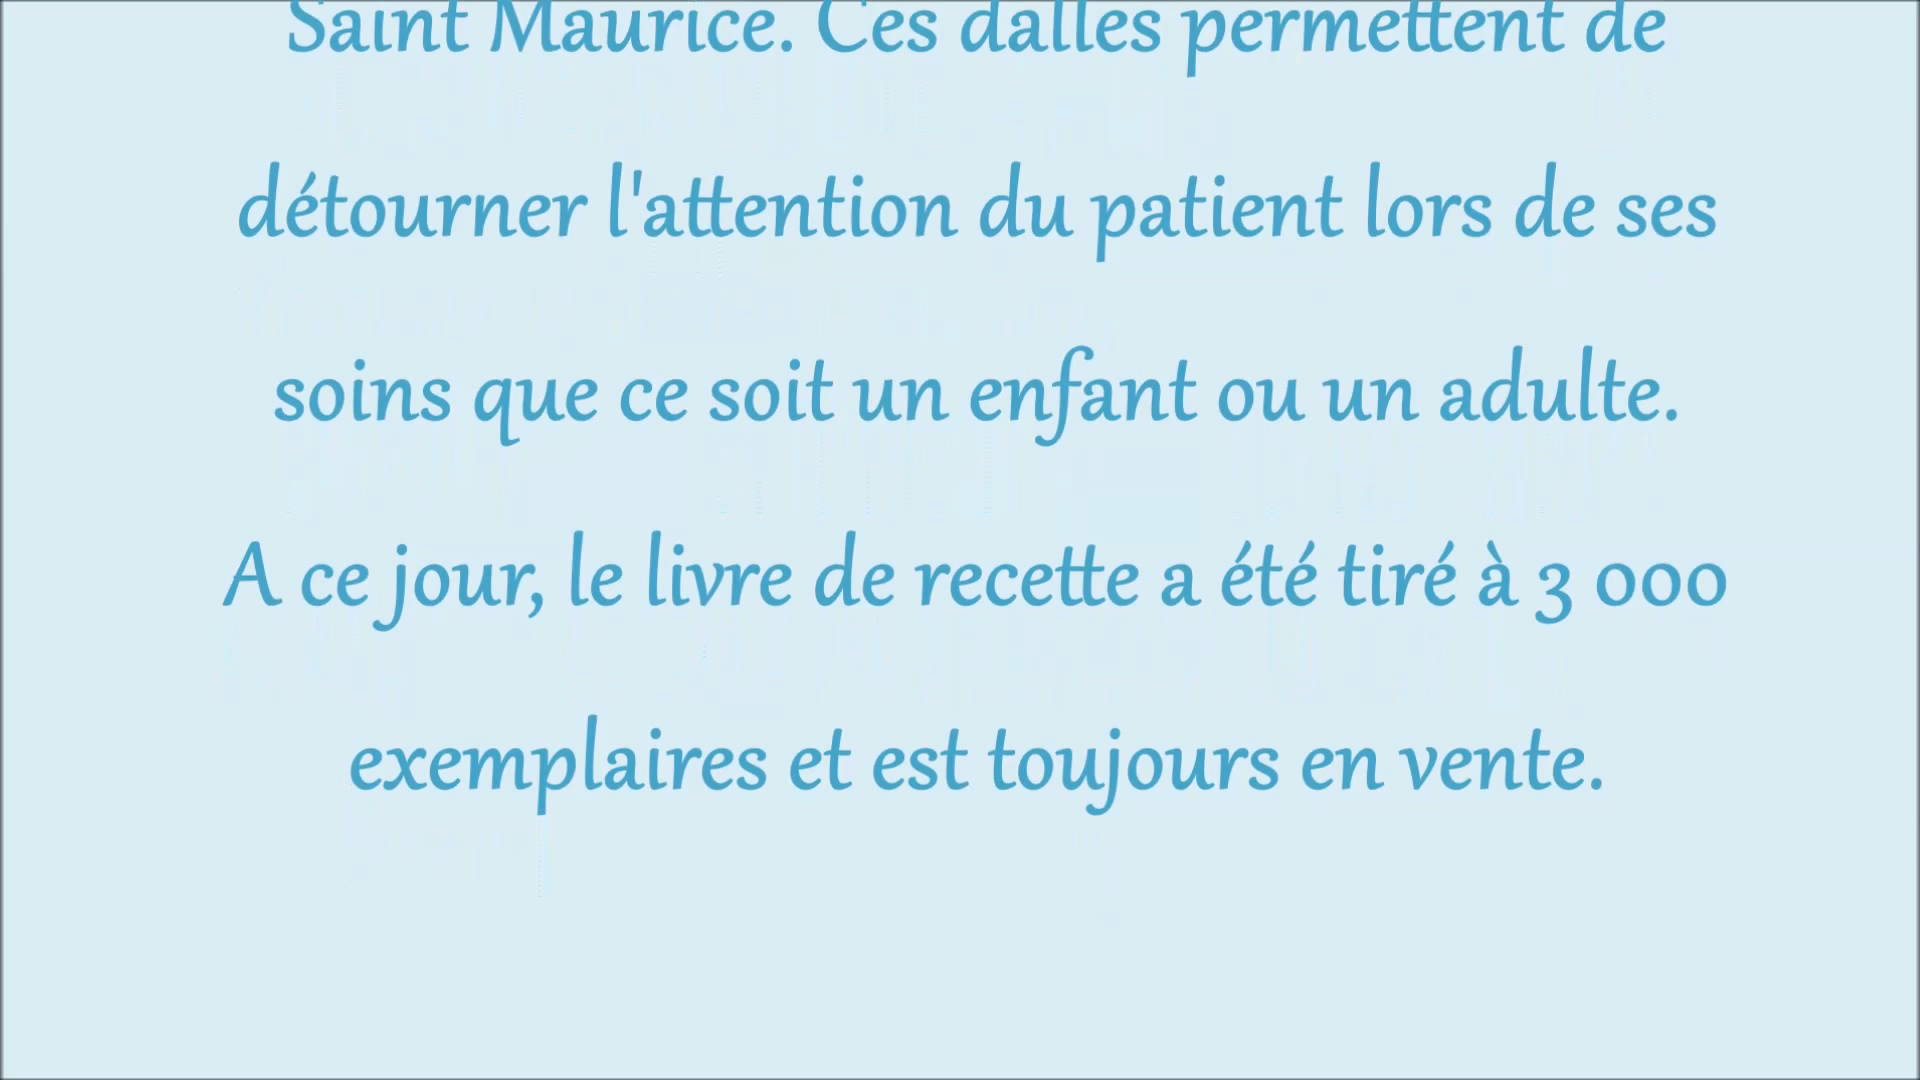 Saint Maurice. Ces dalles permettent de
détourner l'attention du patient lors de ses
soins que ce soit un enfant ou un adulte.
A ce jour, le livre de recette a été tiré à 3 000
exemplaires et est toujours en vente.